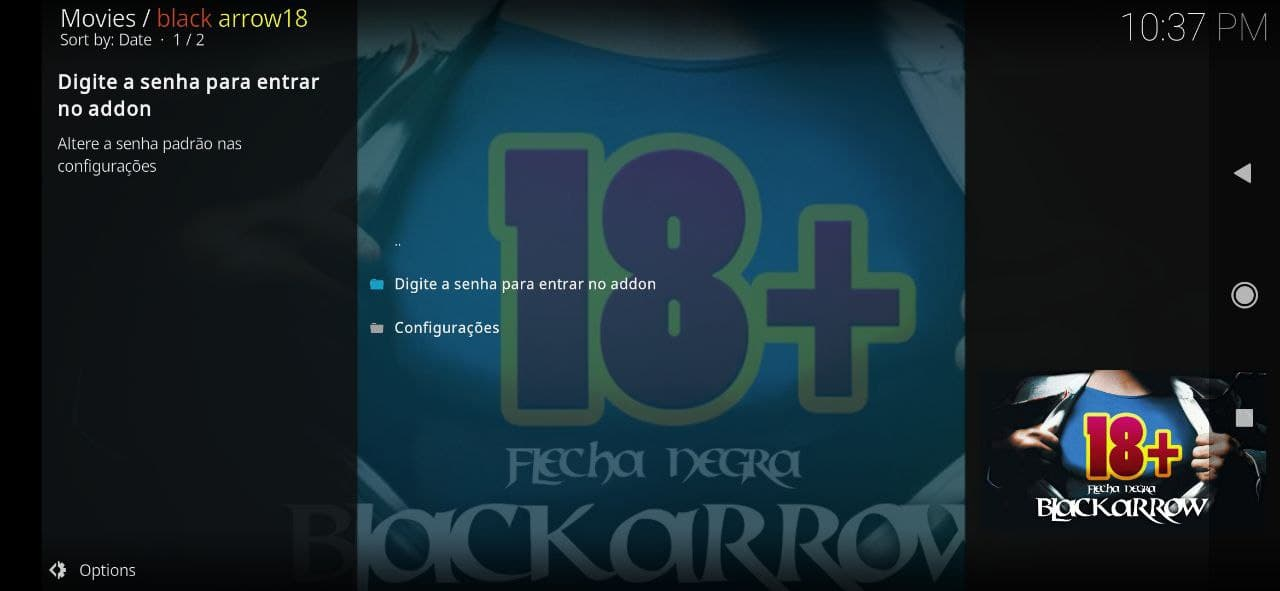 Movies / black arrow18
10:37 PM
Sort by: Date · 1 / 2
Digite a senha para entrar
no addon
Altere a senha padrão nas
configurações
18+
..
Digite a senha para entrar no addon
Configurações
Flecha negra
BlackARROW
18+
Flecha negra
BlackARROW
Options